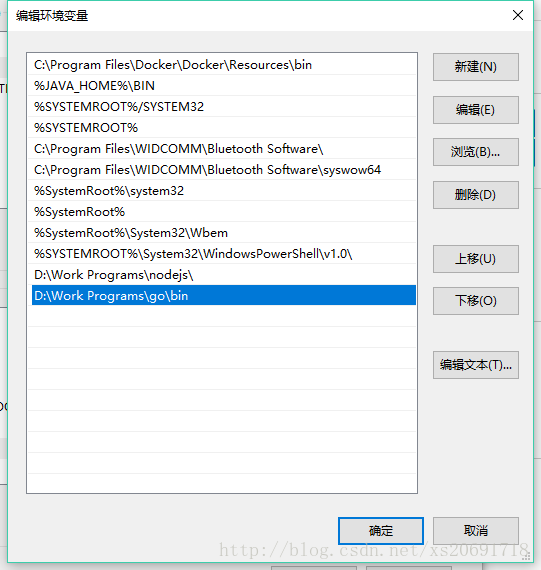 编辑环境变量
C:\Program Files\Docker\Docker\Resources\bin
%JAVA_HOME%\BIN
%SYSTEMROOT%/SYSTEM32
%SYSTEMROOT%
C:\Program Files\WIDCOMM\Bluetooth Software\
C:\Program Files\WIDCOMM\Bluetooth Software\syswow64
%SystemRoot%\system32
%SystemRoot%
%SystemRoot%\System32\Wbem
%SYSTEMROOT%\System32\WindowsPowerShell\v1.0\
D:\Work Programs\nodejs\
D:\Work Programs\go\bin
新建(N)
编辑(E)
浏览(B)...
删除(D)
上移(U)
下移(O)
编辑文本(T)...
确定
取消
http://blog.csdn.net/xs20691718